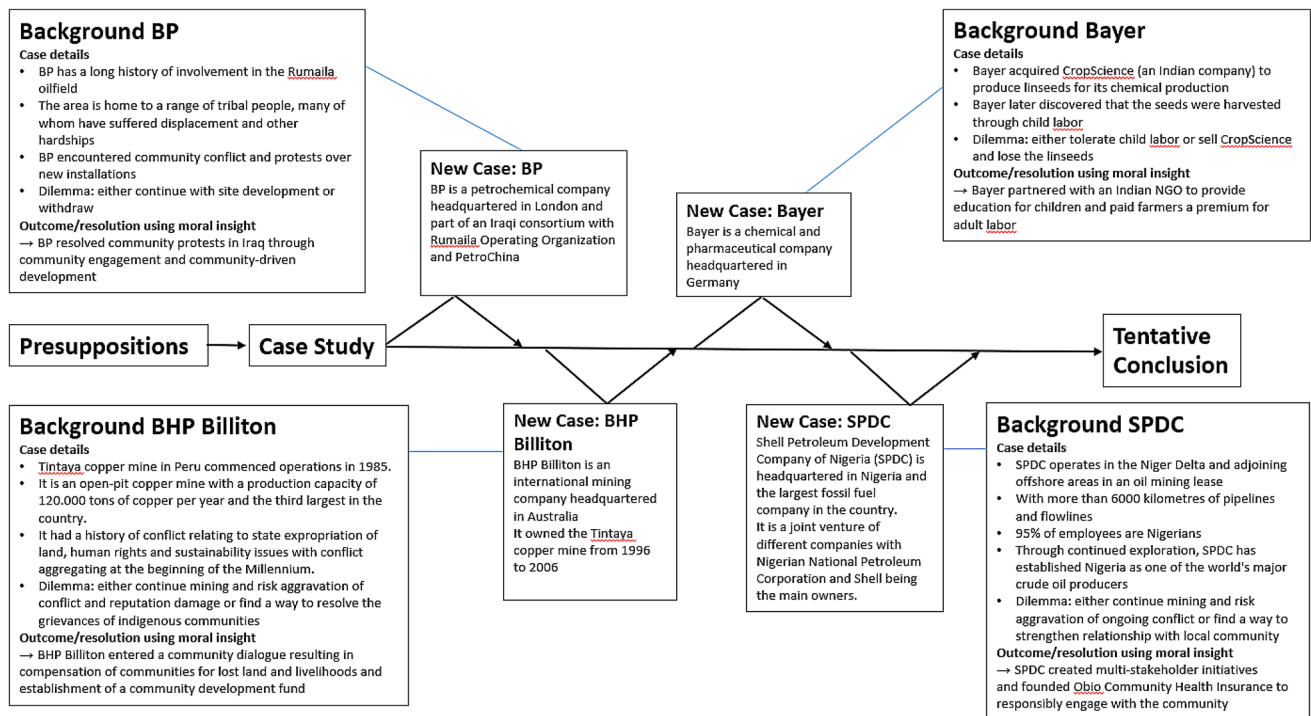 Background BP
Case details
• BP has a long history of involvement in the Rumaila
oilfield
• The area is home to a range of tribal people, many of
whom have suffered displacement and other
hardships
• BP encountered community conflict and protests over
new installations
• Dilemma: either continue with site development or
withdraw
Outcome/resolution using moral insight
→ BP resolved community protests in Iraq through
community engagement and community-driven
development
New Case: BP
BP is a petrochemical company
headquartered in London and
part of an Iraqi consortium with
Rumaila Operating Organization
and PetroChina
New Case: Bayer
Bayer is a chemical and
pharmaceutical company
headquartered in
Germany
Background Bayer
Case details
• Bayer acquired CropScience (an Indian company) to
produce linseeds for its chemical production
• Bayer later discovered that the seeds were harvested
through child labor
• Dilemma: either tolerate child labor or sell CropScience
and lose the linseeds
Outcome/resolution using moral insight
→ Bayer partnered with an Indian NGO to provide
education for children and paid farmers a premium for
adult labor
Presuppositions
Case Study
Tentative
Conclusion
Background BHP Billiton
Case details
• Tintaya copper mine in Peru commenced operations in 1985.
• It is an open-pit copper mine with a production capacity of
120.000 tons of copper per year and the third largest in the
country.
• It had a history of conflict relating to state expropriation of
land, human rights and sustainability issues with conflict
aggregating at the beginning of the Millennium.
• Dilemma: either continue mining and risk aggravation of
conflict and reputation damage or find a way to resolve the
grievances of indigenous communities
Outcome/resolution using moral insight
→ BHP Billiton entered a community dialogue resulting in
compensation of communities for lost land and livelihoods and
establishment of a community development fund
New Case: BHP
Billiton
BHP Billiton is an
international mining
company headquartered
in Australia
It owned the Tintaya
copper mine from 1996
to 2006
New Case: SPDC
Shell Petroleum Development
Company of Nigeria (SPDC) is
headquartered in Nigeria and
the largest fossil fuel
company in the country.
It is a joint venture of
different companies with
Nigerian National Petroleum
Corporation and Shell being
the main owners.
Background SPDC
Case details
• SPDC operates in the Niger Delta and adjoining
offshore areas in an oil mining lease
• With more than 6000 kilometres of pipelines
and flowlines
• 95% of employees are Nigerians
• Through continued exploration, SPDC has
established Nigeria as one of the world's major
crude oil producers
• Dilemma: either continue mining and risk
aggravation of ongoing conflict or find a way to
strengthen relationship with local community
Outcome/resolution using moral insight
→ SPDC created multi-stakeholder initiatives
and founded Obio Community Health Insurance to
responsibly engage with the community